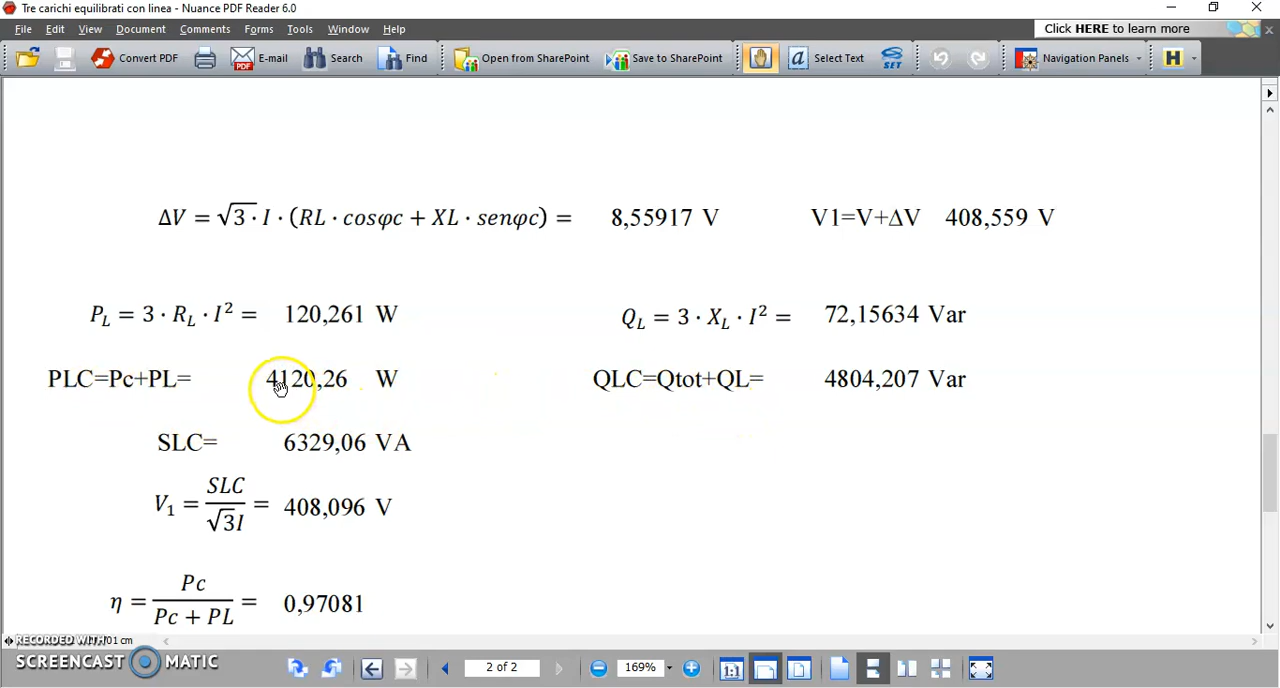 Tre carichi equilibrati con linea - Nuance PDF Reader 6.0
File Edit View Document Comments Forms Tools Window Help
Click HERE to learn more
Convert PDF E-mail Search Find Open from SharePoint Save to SharePoint Select Text SET Navigation Panels H
ΔV = √3 · I · (RL · cosφc + XL · senφc) = 8,55917 V V1=V+ΔV 408,559 V
P_L = 3 · R_L · I² = 120,261 W Q_L = 3 · X_L · I² = 72,15634 Var
PLC=Pc+PL= 4120,26 W QLC=Qtot+QL= 4804,207 Var
SLC= 6329,06 VA
V₁ = SLC / √3I = 408,096 V
η = Pc / Pc + PL = 0,97081
RECORDED WITH
SCREENCAST MATIC
1:1
2 of 2
169%